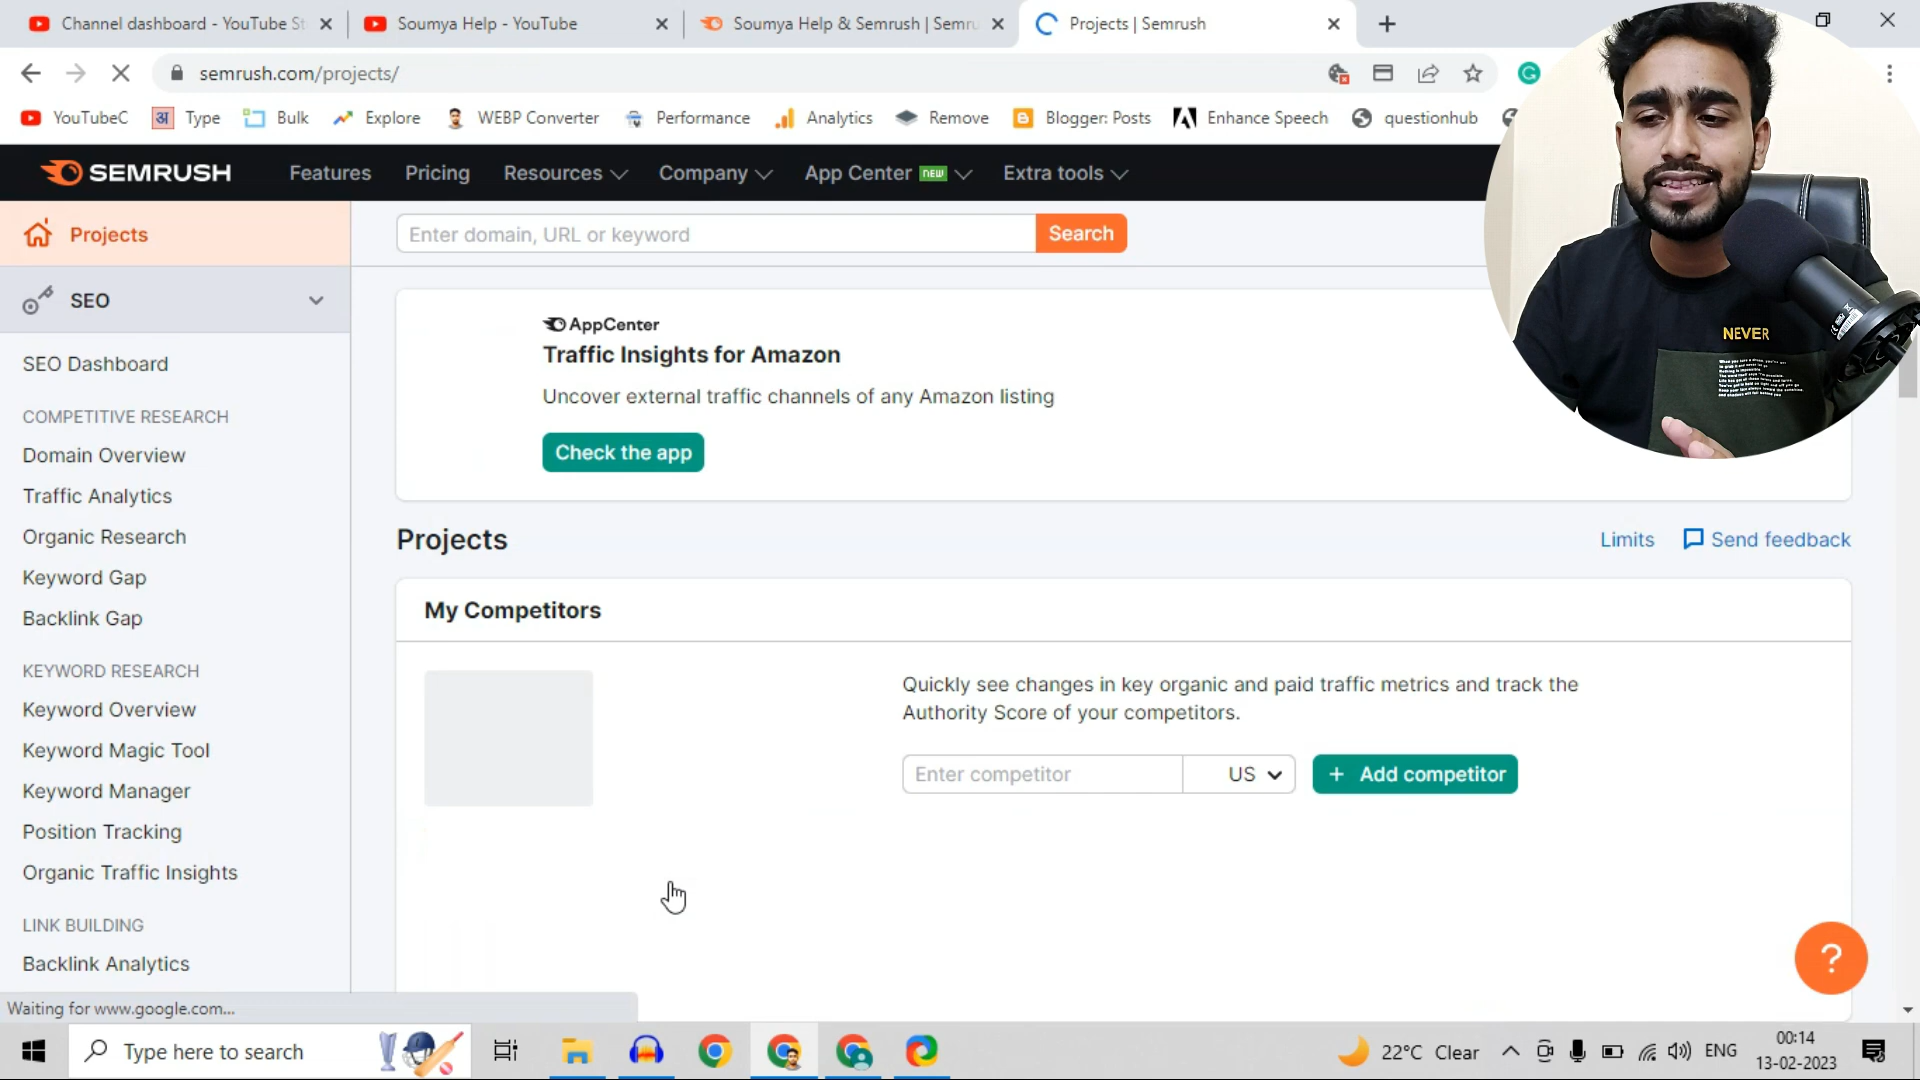 Channel dashboard - YouTube St
Soumya Help - YouTube
Soumya Help & Semrush | Semru
Projects | Semrush
semrush.com/projects/
YouTubeC
अ Type
Bulk
Explore
WEBP Converter
Performance
Analytics
Remove
Blogger: Posts
Enhance Speech
questionhub
SEMRUSH
Features
Pricing
Resources
Company
App Center NEW
Extra tools
Projects
Enter domain, URL or keyword
Search
SEO
AppCenter
Traffic Insights for Amazon
Uncover external traffic channels of any Amazon listing
Check the app
NEVER
SEO Dashboard
COMPETITIVE RESEARCH
Domain Overview
Traffic Analytics
Organic Research
Keyword Gap
Backlink Gap
KEYWORD RESEARCH
Keyword Overview
Keyword Magic Tool
Keyword Manager
Position Tracking
Organic Traffic Insights
LINK BUILDING
Backlink Analytics
Projects
Limits
Send feedback
My Competitors
Quickly see changes in key organic and paid traffic metrics and track the
Authority Score of your competitors.
Enter competitor
US
+ Add competitor
?
Waiting for www.google.com...
Type here to search
22°C Clear
ENG
00:14
13-02-2023